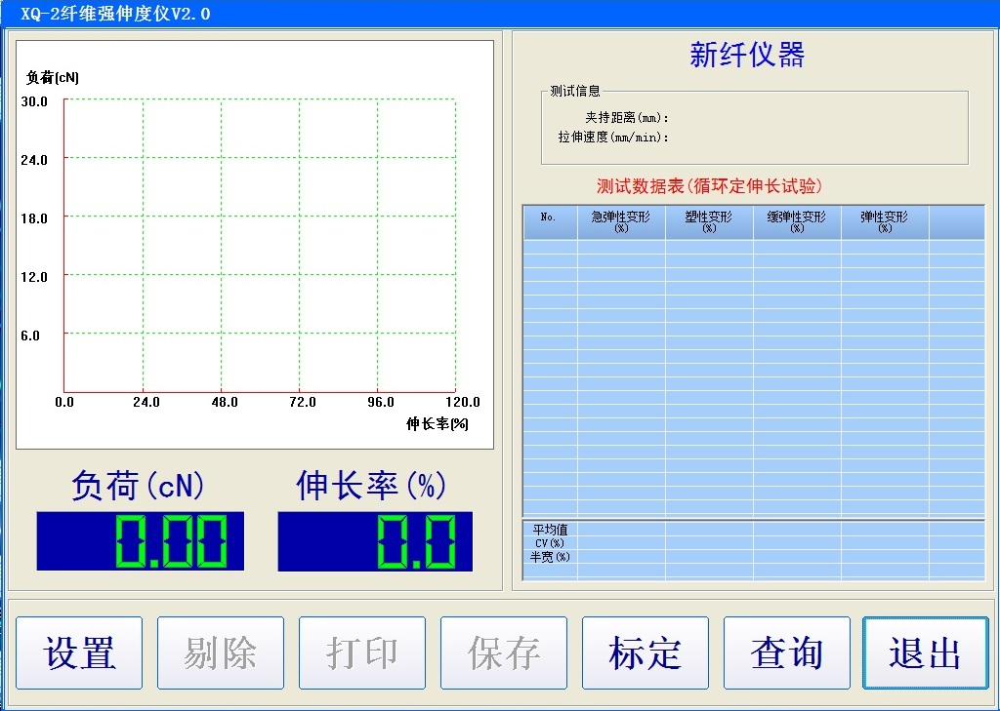 XQ-2纤维强伸度仪V2.0
负荷(cN)
30.0
24.0
18.0
12.0
6.0
0.0 24.0 48.0 72.0 96.0 120.0
伸长率(%)
负荷(cN) 伸长率(%)
0.00 0.0
新纤仪器
测试信息
夹持距离(mm):
拉伸速度(mm/min):
测试数据表(循环定伸长试验)
No. 急弹性变形 塑性变形 缓弹性变形 弹性变形
(%) (%) (%) (%)
平均值
CV(%)
半宽(%)
设置 剔除 打印 保存 标定 查询 退出